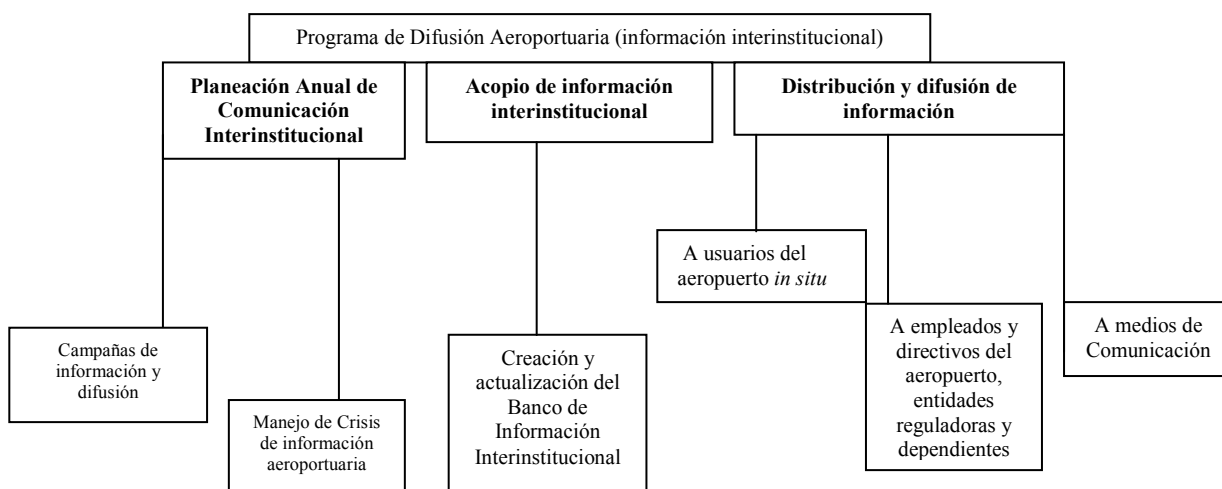 Programa de Difusión Aeroportuaria (información interinstitucional)
Planeación Anual de
Comunicación
Interinstitucional
Acopio de información
interinstitucional
Distribución y difusión de
información
A usuarios del
aeropuerto in situ
Campañas de
información y
difusión
Manejo de Crisis
de información
aeroportuaria
Creación y
actualización del
Banco de
Información
Interinstitucional
A empleados y
directivos del
aeropuerto,
entidades
reguladoras y
dependientes
A medios de
Comunicación